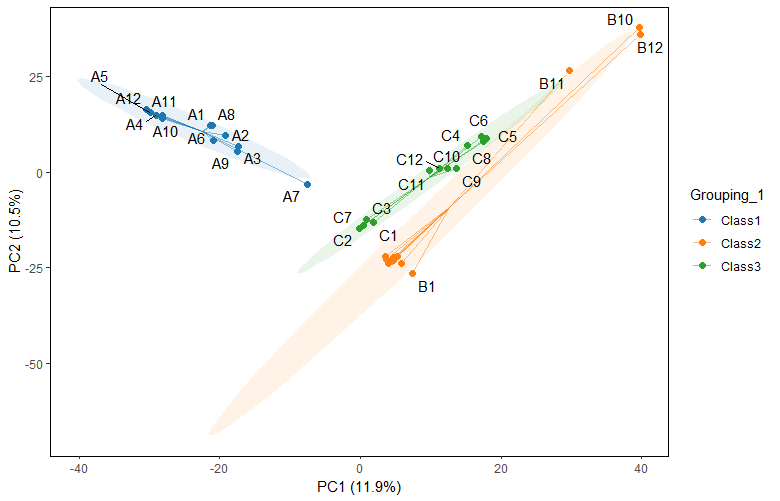 B10
B12
B11
25
A5
A12
A11
A1
A8
A4
A10
A6
A2
A9
A3
A7
C6
C4
C5
C12
C10
C8
C11
C9
C7
C3
C2
C1
B1
0
-25
-50
PC2 (10.5%)
-40
-20
0
20
40
PC1 (11.9%)
Grouping_1
Class1
Class2
Class3